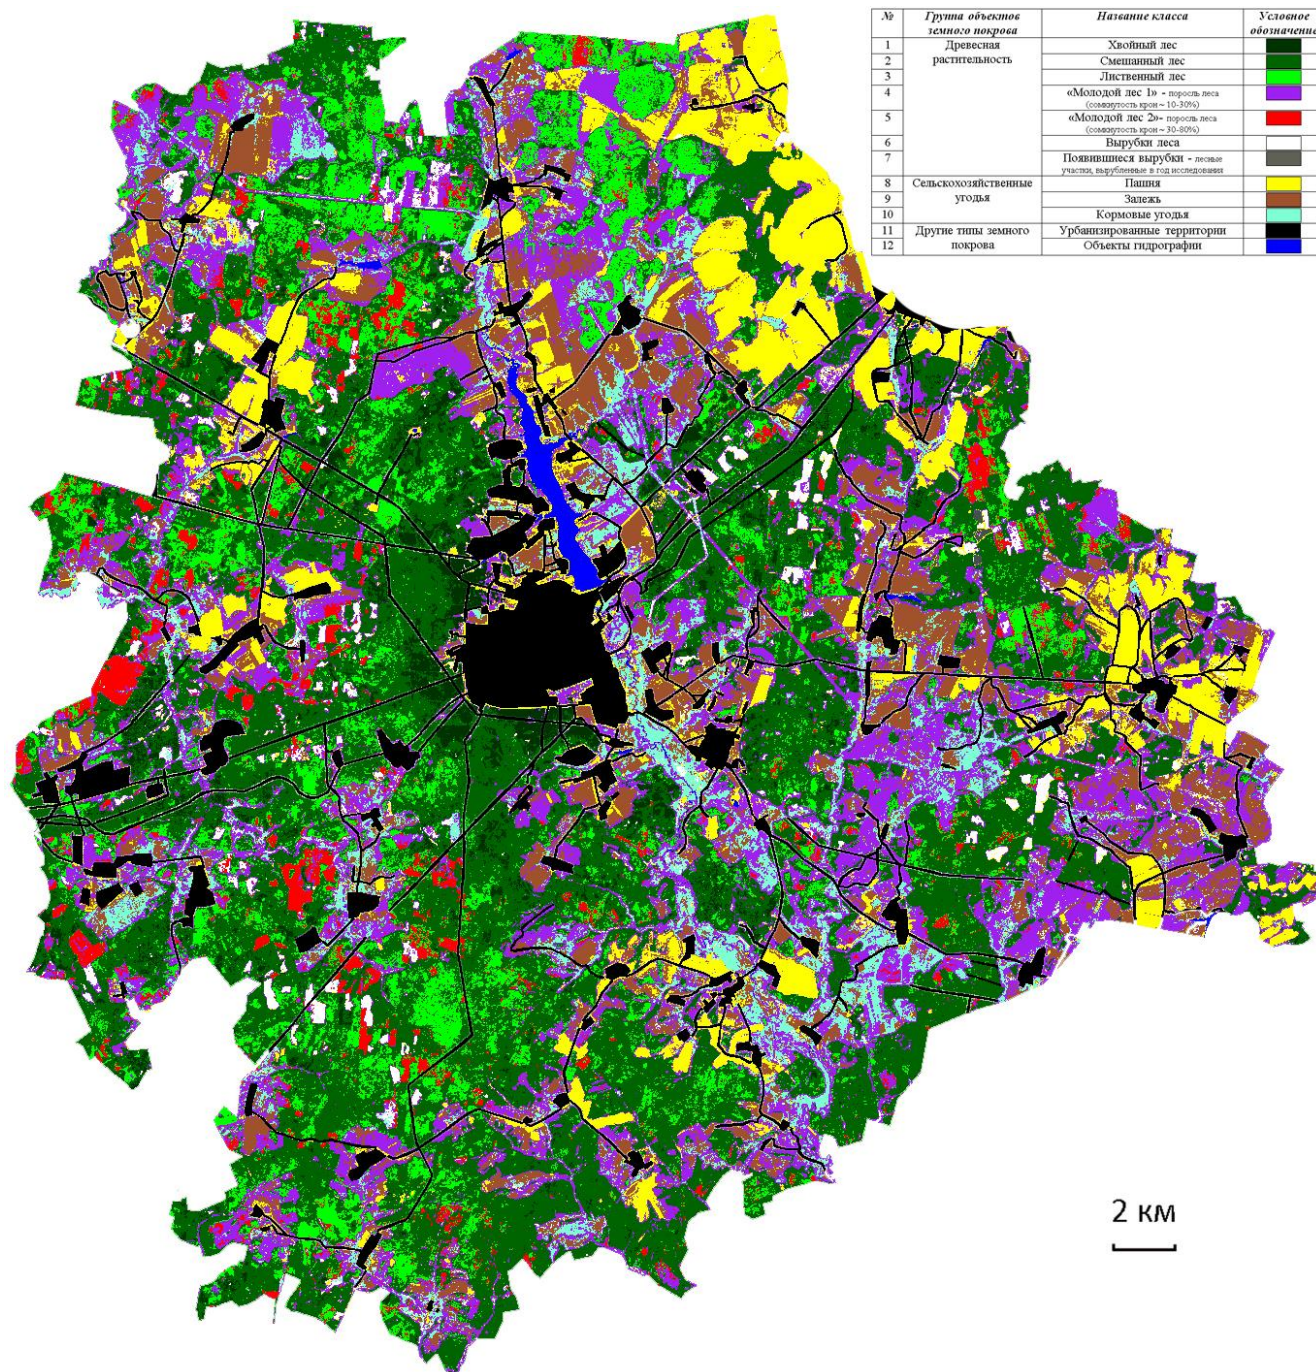 № Группа объектов земного покрова Название класса Условное обозначение
1 Древесная растительность Хвойный лес
2 Смешанный лес
3 Лиственный лес
4 «Молодой лес 1» - поросль леса (сомкнутость крон ~ 10-30%)
5 «Молодой лес 2»- поросль леса (сомкнутость крон ~ 30-80%)
6 Вырубки леса
7 Появившиеся вырубки - лесные участки, вырубленные в год исследования
8 Сельскохозяйственные угодья Пашня
9 Залежь
10 Кормовые угодья
11 Другие типы земного покрова Урбанизированные территории
12 Объекты гидрографии
2 км